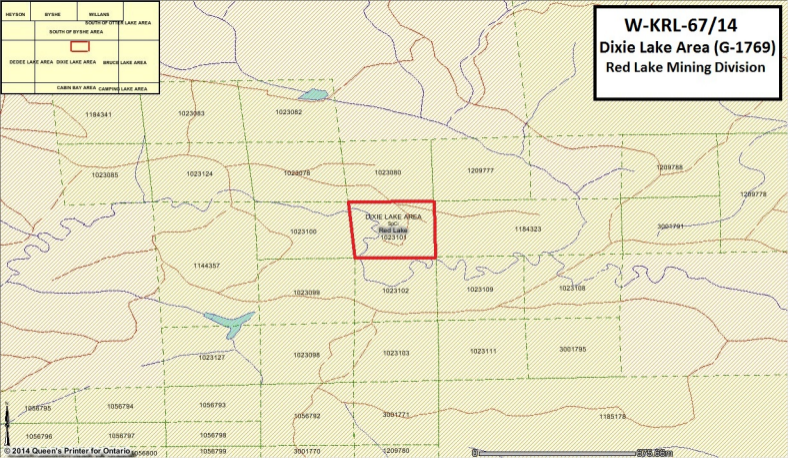 HEYSON BYSHE WILLANS
SOUTH OF OTTER LAKE AREA
SOUTH OF BYSHE AREA
DEDEE LAKE AREA DIXIE LAKE AREA BRUCE LAKE AREA
CABIN BAY AREA CAMPING LAKE AREA
W-KRL-67/14
Dixie Lake Area (G-1769)
Red Lake Mining Division
1184341 1023083 1023082
1023085 1023124 1023078 1023080 1209777 1209788
1209778
DIXIE LAKE AREA
Red Lake
1023101
1023100 1184323 3001781
1144357
1023099 1023102 1023109 1023108
1023127 1023098 1023103 1023111 3001795
1056795 1056794 1056793 1056792 3001771 1185178
1056796 1056797 1056798
1056800 1056799 3001770 1209780
© 2014 Queen's Printer for Ontario
0